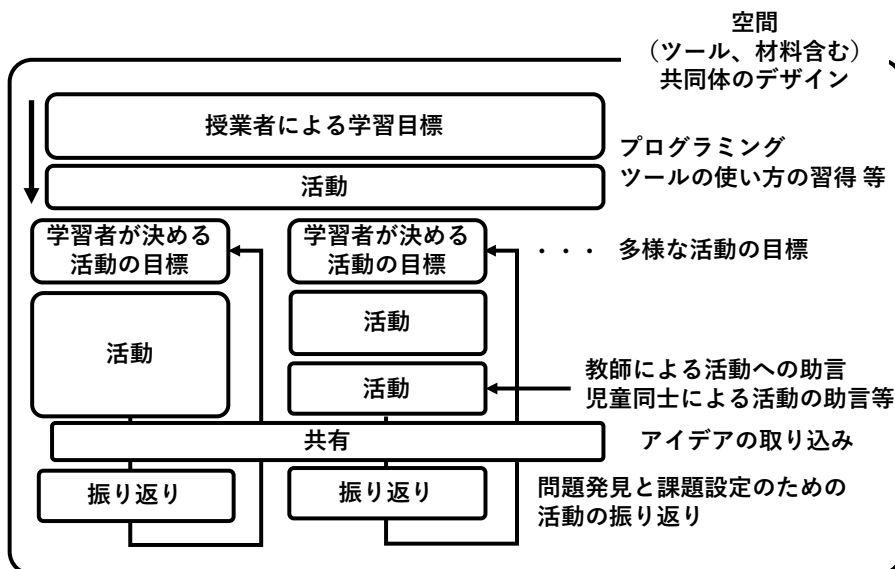 空間
（ツール、材料含む）
共同体のデザイン
授業者による学習目標
プログラミング
ツールの使い方の習得 等
活動
学習者が決める
活動の目標
学習者が決める
活動の目標
・・・ 多様な活動の目標
活動
活動
活動
教師による活動への助言
児童同士による活動の助言等
共有
アイデアの取り込み
振り返り
振り返り
問題発見と課題設定のための
活動の振り返り